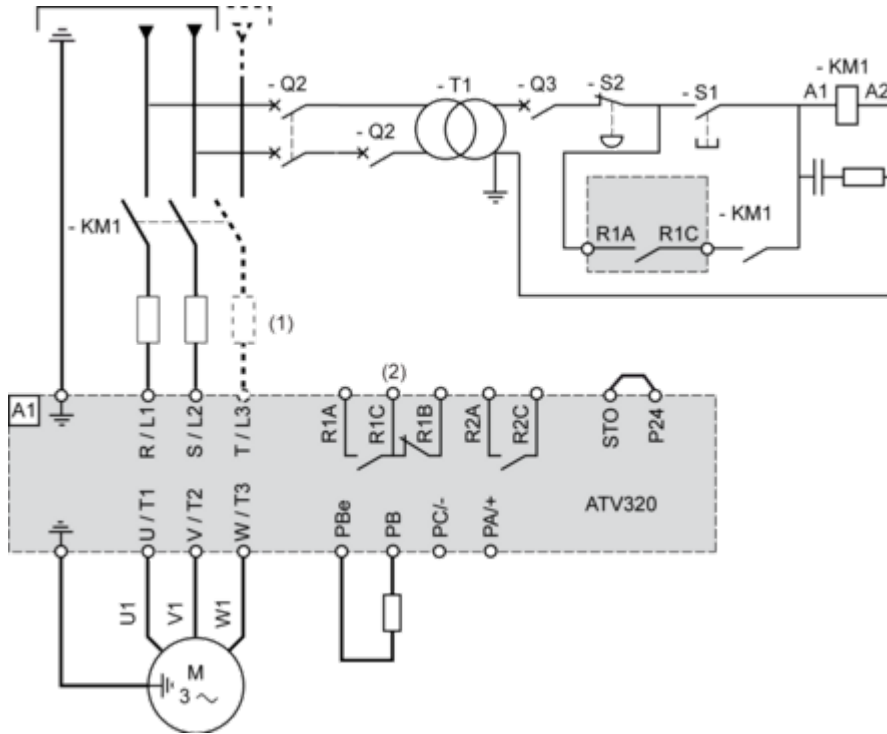 - Q2
- T1
- Q3
- S2
- S1
- KM1
A1
A2
- Q2
- KM1
R1A
R1C
- KM1
(1)
(2)
A1
R / L1
S / L2
T / L3
R1A
R1C
R1B
R2A
R2C
STO
P24
ATV320
U / T1
V / T2
W / T3
PBe
PB
PC/-
PA/+
U1
V1
W1
M
3 ~